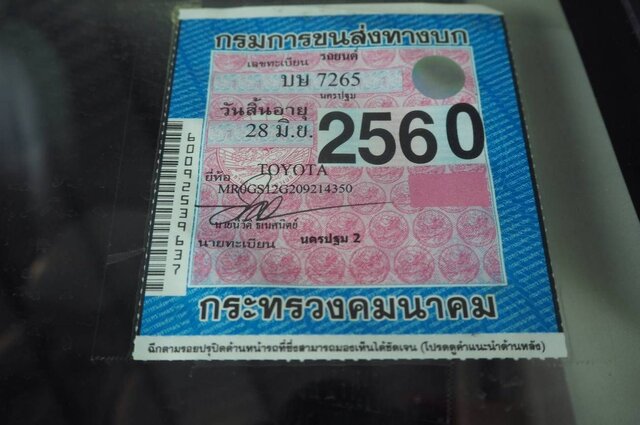 กรมการขนส่งทางบก
เลขทะเบียน รถยนต์
บษ 7265
นครปฐม
วันสิ้นอายุ
28 มิ.ย. 2560
ยี่ห้อ TOYOTA
MR0GS12G209214350
นายทะเบียน นครปฐม 2
กระทรวงคมนาคม
ฉีกตามรอยปรุปิดด้านหน้ารถที่ซึ่งสามารถมองเห็นได้ชัดเจน (โปรดดูคำแนะนำด้านหลัง)
6009253963​7